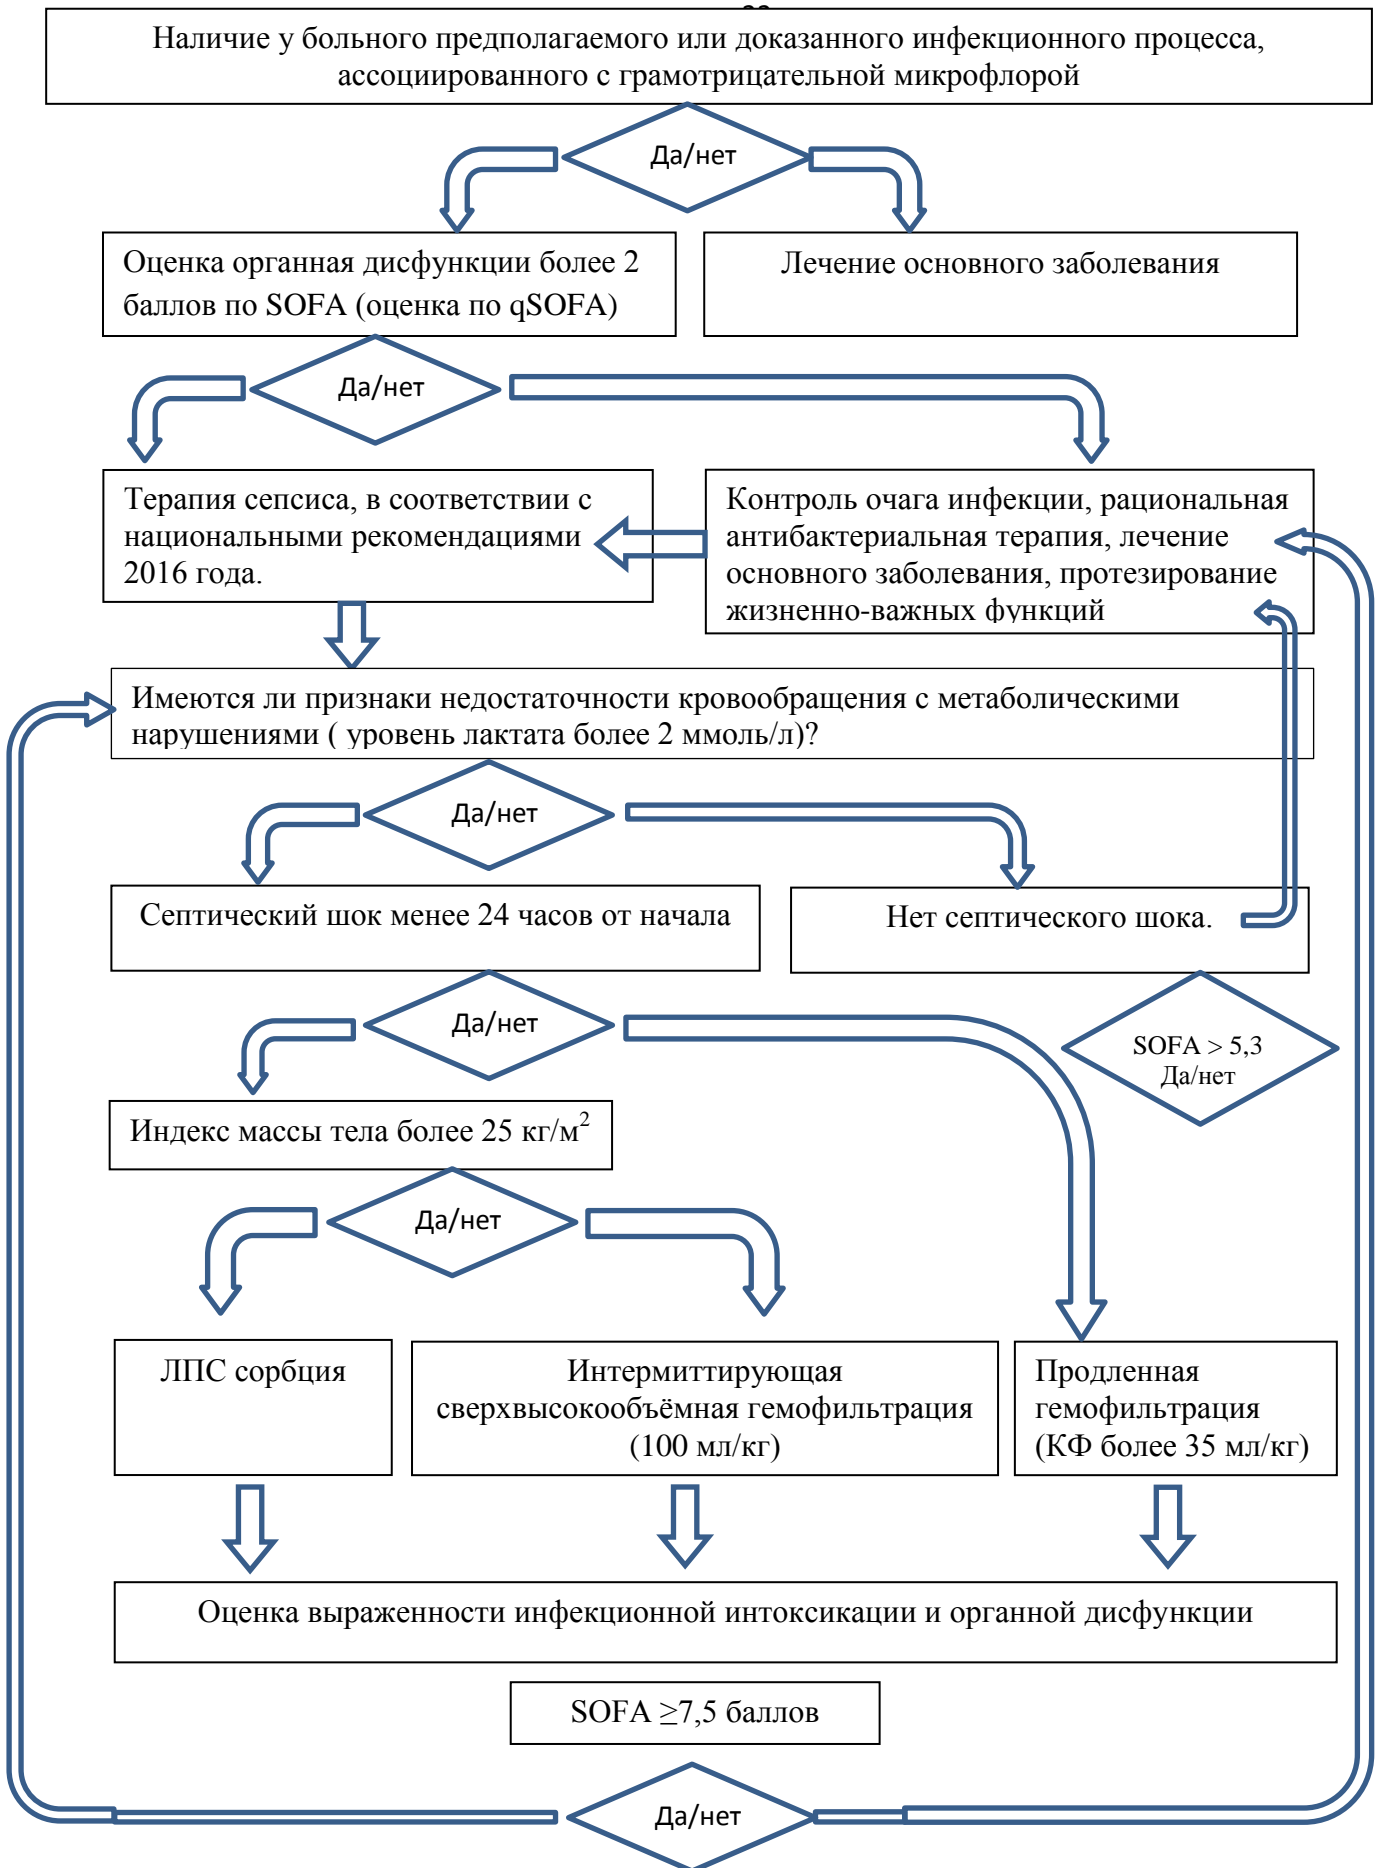 Наличие у больного предполагаемого или доказанного инфекционного процесса,
ассоциированного с грамотрицательной микрофлорой
Да/нет
Оценка органная дисфункции более 2
баллов по SOFA (оценка по qSOFA)
Лечение основного заболевания
Да/нет
Терапия сепсиса, в соответствии с
национальными рекомендациями
2016 года.
Контроль очага инфекции, рациональная
антибактериальная терапия, лечение
основного заболевания, протезирование
жизненно-важных функций
Имеются ли признаки недостаточности кровообращения с метаболическими
нарушениями ( уровень лактата более 2 ммоль/л)?
Да/нет
Септический шок менее 24 часов от начала
Нет септического шока.
Да/нет
SOFA > 5,3
Да/нет
Индекс массы тела более 25 кг/м²
Да/нет
ЛПС сорбция
Интермиттирующая
сверхвысокообъёмная гемофильтрация
(100 мл/кг)
Продленная
гемофильтрация
(КФ более 35 мл/кг)
Оценка выраженности инфекционной интоксикации и органной дисфункции
SOFA ≥7,5 баллов
Да/нет